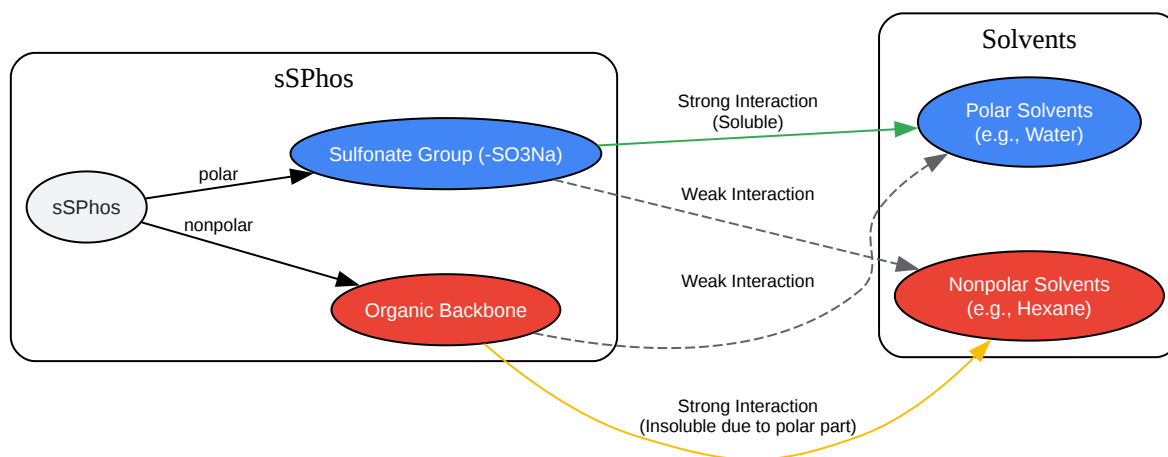 sSPhos
Solvents
sSPhos
polar
nonpolar
Sulfonate Group (-SO3Na)
Organic Backbone
Strong Interaction
(Soluble)
Weak Interaction
Weak Interaction
Strong Interaction
(Insoluble due to polar part)
Polar Solvents
(e.g., Water)
Nonpolar Solvents
(e.g., Hexane)